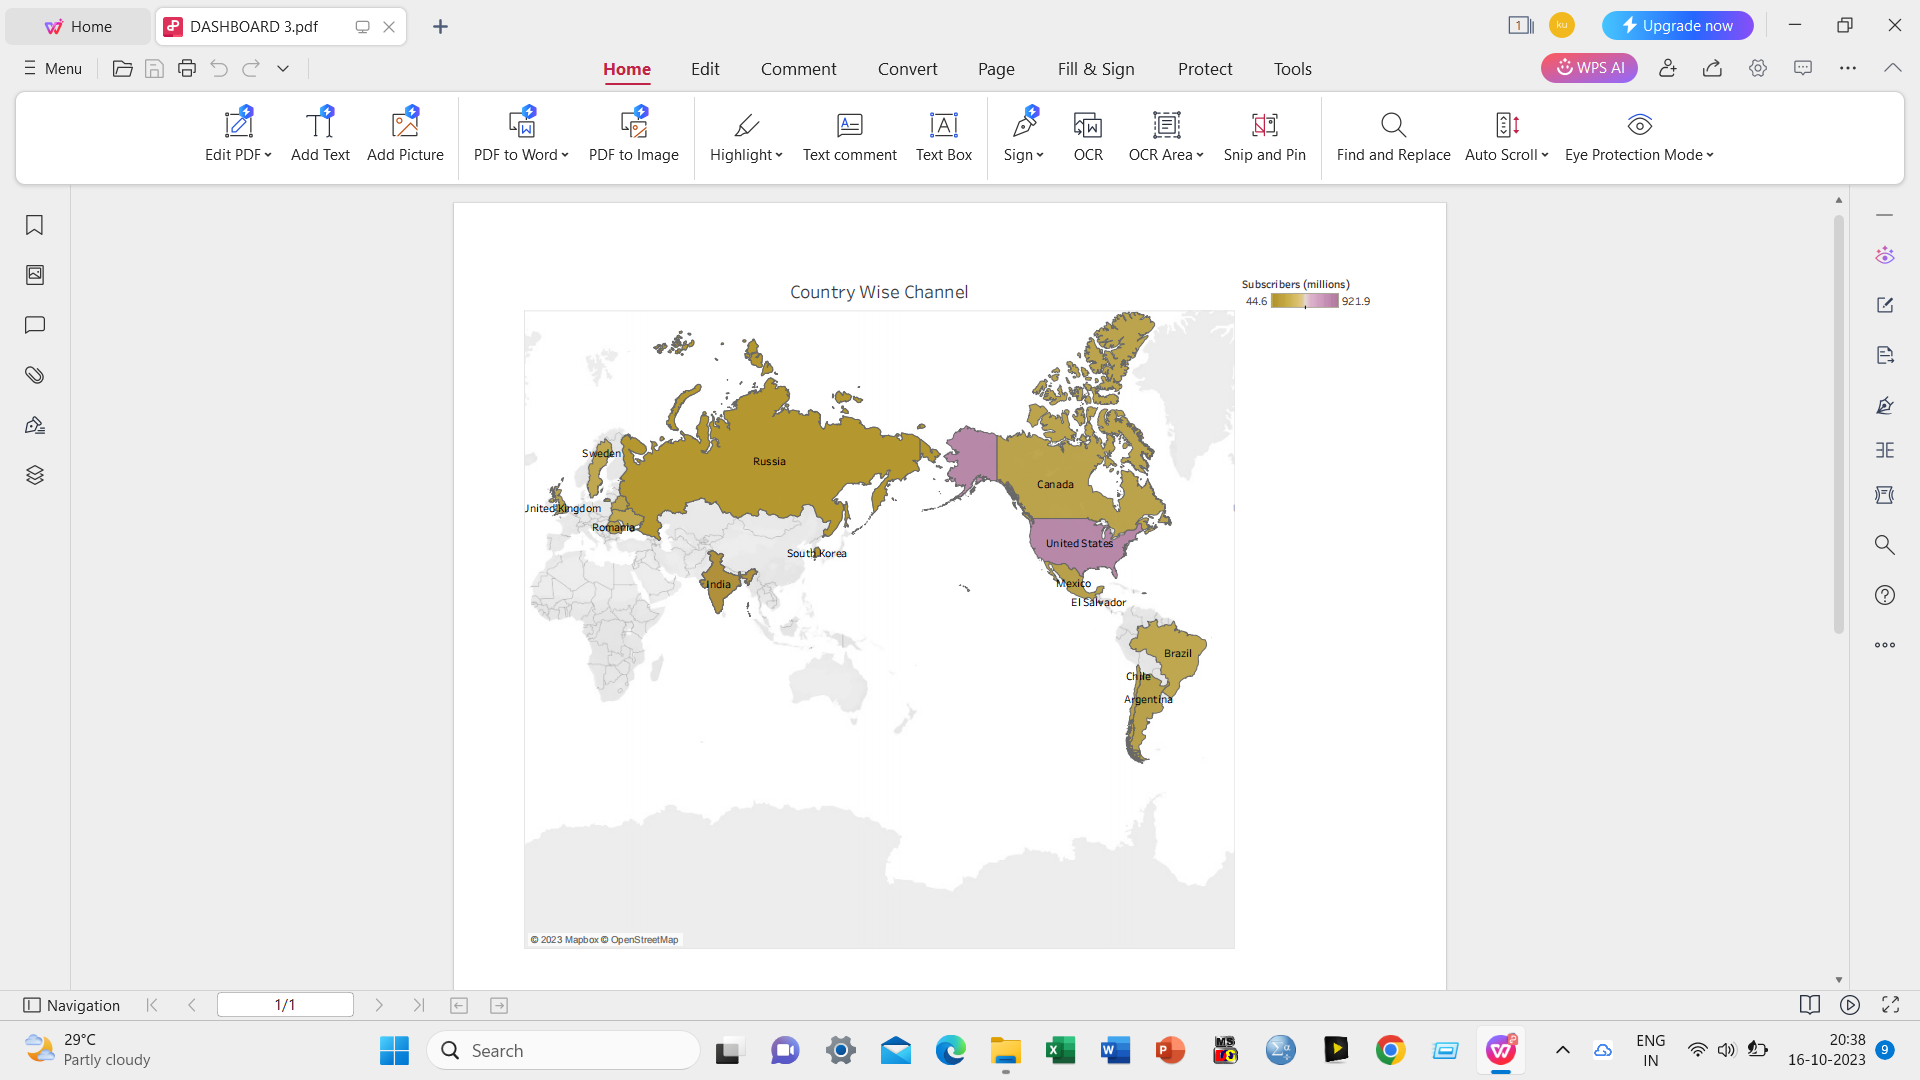 Home
DASHBOARD 3.pdf
1
ku
Upgrade now
Menu
Home
Edit
Comment
Convert
Page
Fill & Sign
Protect
Tools
WPS AI
Edit PDF
Add Text
Add Picture
PDF to Word
PDF to Image
Highlight
Text comment
Text Box
Sign
OCR
OCR Area
Snip and Pin
Find and Replace
Auto Scroll
Eye Protection Mode
Country Wise Channel
Subscribers (millions)
44.6 921.9
Sweden
Russia
Canada
United Kingdom
Romania
United States
South Korea
India
Mexico
El Salvador
Brazil
Chile
Argentina
© 2023 Mapbox © OpenStreetMap
Navigation
1/1
29°C
Partly cloudy
Search
ENG
IN
20:38
16-10-2023
9